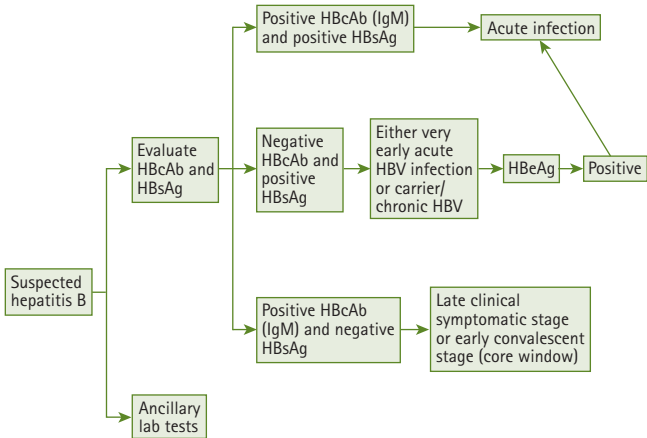 Positive HBcAb (IgM)
and positive HBsAg
Acute infection
Evaluate
HBcAb and
HBsAg
Negative
HBcAb and
positive
HBsAg
Either very
early acute
HBV infection
or carrier/
chronic HBV
HBeAg
Positive
Suspected
hepatitis B
Positive HBcAb
(IgM) and negative
HBsAg
Late clinical
symptomatic stage
or early convalescent
stage (core window)
Ancillary
lab tests